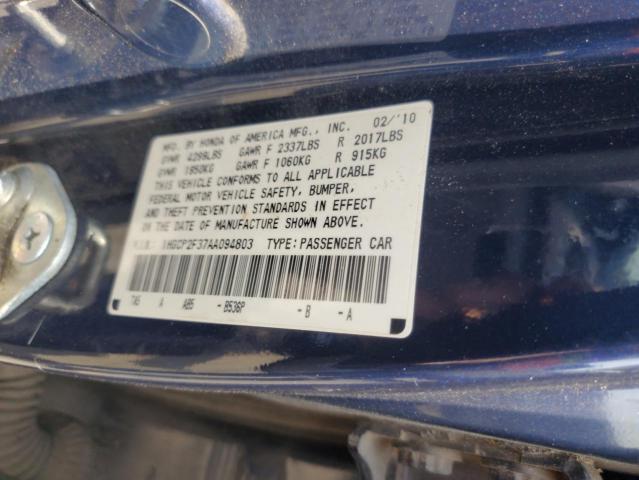 MFD. BY HONDA OF AMERICA MFG., INC. 02/'10
GVWR 4299LBS GAWR F 2337LBS R 2017LBS
GVWR 1950KG GAWR F 1060KG R 915KG
THIS VEHICLE CONFORMS TO ALL APPLICABLE
FEDERAL MOTOR VEHICLE SAFETY, BUMPER,
AND THEFT PREVENTION STANDARDS IN EFFECT
ON THE DATE OF MANUFACTURE SHOWN ABOVE.
V.I.N.: 1HGCP2F37AA094803 TYPE: PASSENGER CAR
TA5 A AB5 -B536P -B -A